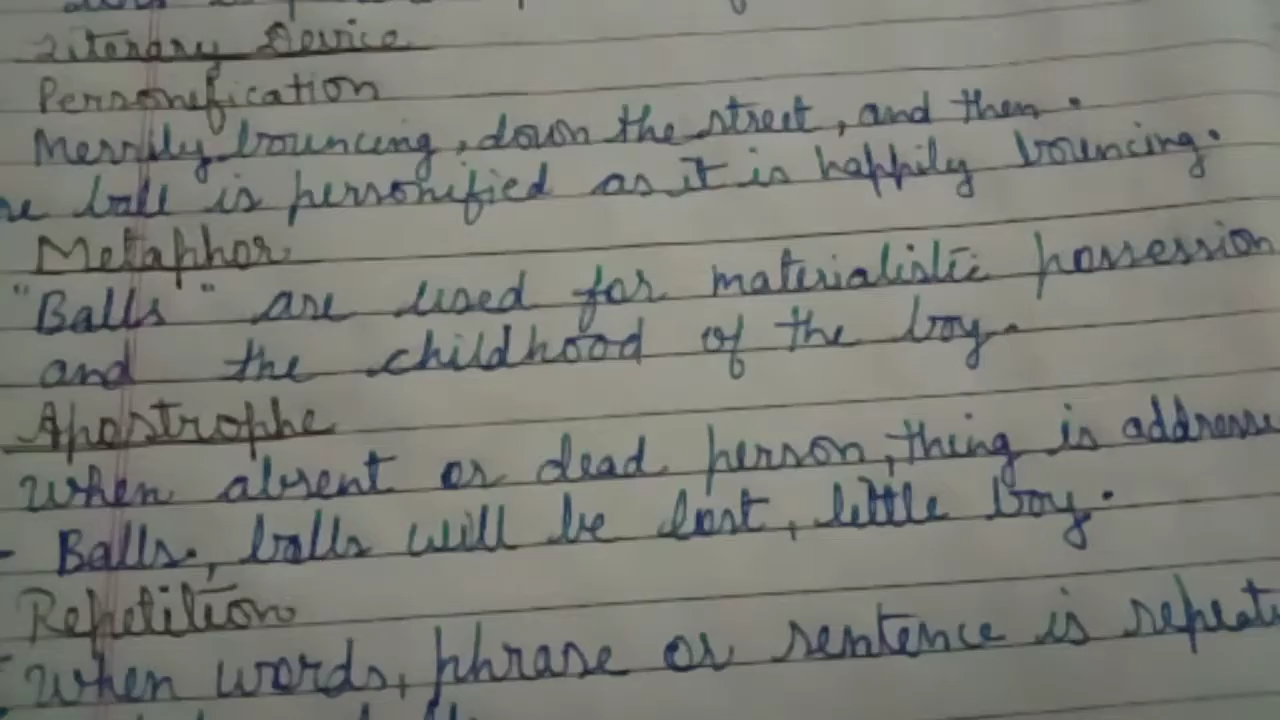 Literary Device
Personification
Merrily bouncing, down the street, and then.
he ball is personified as it is happily bouncing.
Metaphor
"Balls" are used for materialistic possession
and the childhood of the boy.
Apostrophe
When absent or dead person, thing is addresse
- Balls, balls will be lost, little boy.
Repetition
- When words, phrase or sentence is repeat